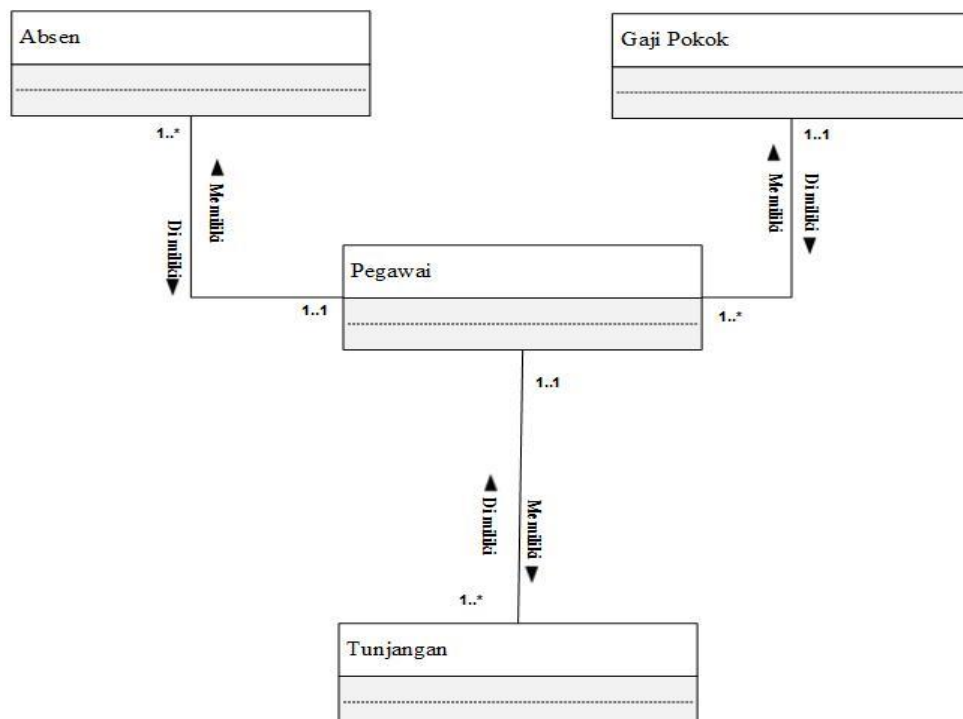 Absen
Gaji Pokok
1..*
1..1
Memiliki
Dimiliki
Memiliki
Dimiliki
Pegawai
1..1
1..*
1..1
Dimiliki
Memiliki
1..*
Tunjangan